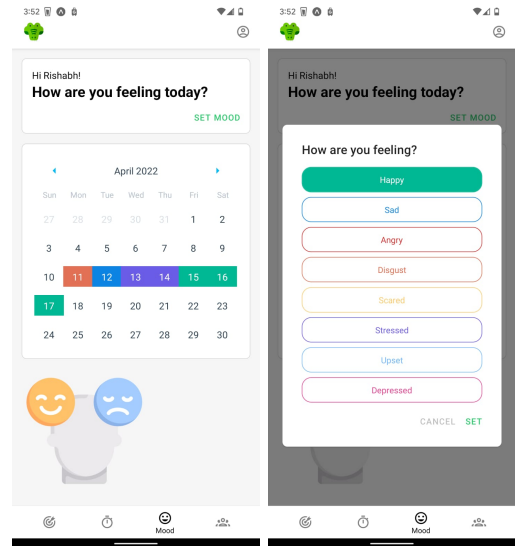 3:52
Hi Rishabh!
How are you feeling today?
SET MOOD
April 2022
Sun Mon Tue Wed Thu Fri Sat
27 28 29 30 31 1 2
3 4 5 6 7 8 9
10 11 12 13 14 15 16
17 18 19 20 21 22 23
24 25 26 27 28 29 30
Mood
3:52
Hi Rishabh!
How are you feeling today?
SET MOOD
How are you feeling?
Happy
Sad
Angry
Disgust
Scared
Stressed
Upset
Depressed
CANCEL SET
Mood